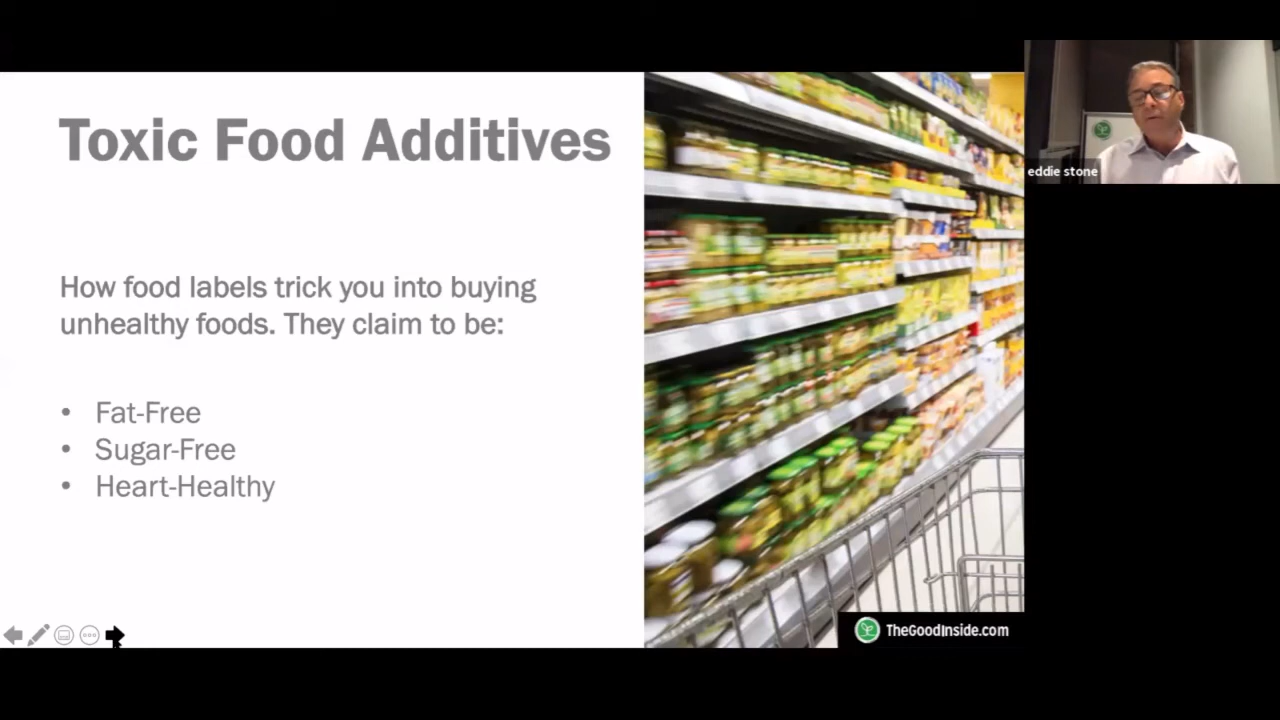 Toxic Food Additives
How food labels trick you into buying
unhealthy foods. They claim to be:
• Fat-Free
• Sugar-Free
• Heart-Healthy
TheGoodInside.com
eddie stone